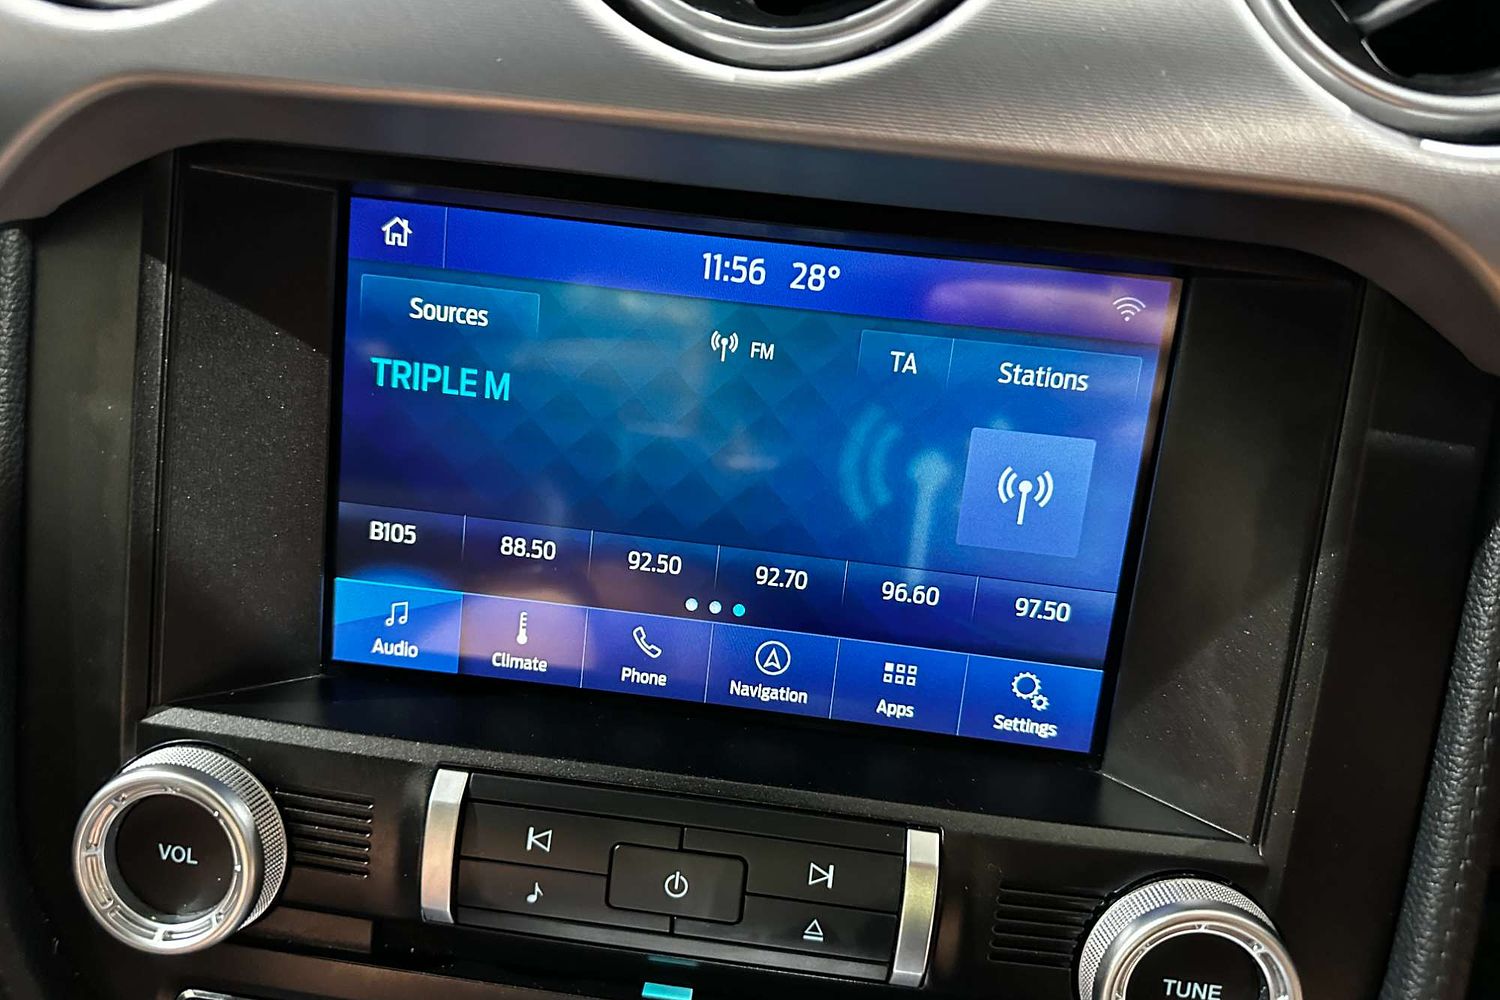 11:56 28°
Sources
FM
TA
Stations
TRIPLE M
B105
88.50
92.50
92.70
96.60
97.50
Audio
Climate
Phone
Navigation
Apps
Settings
VOL
TUNE